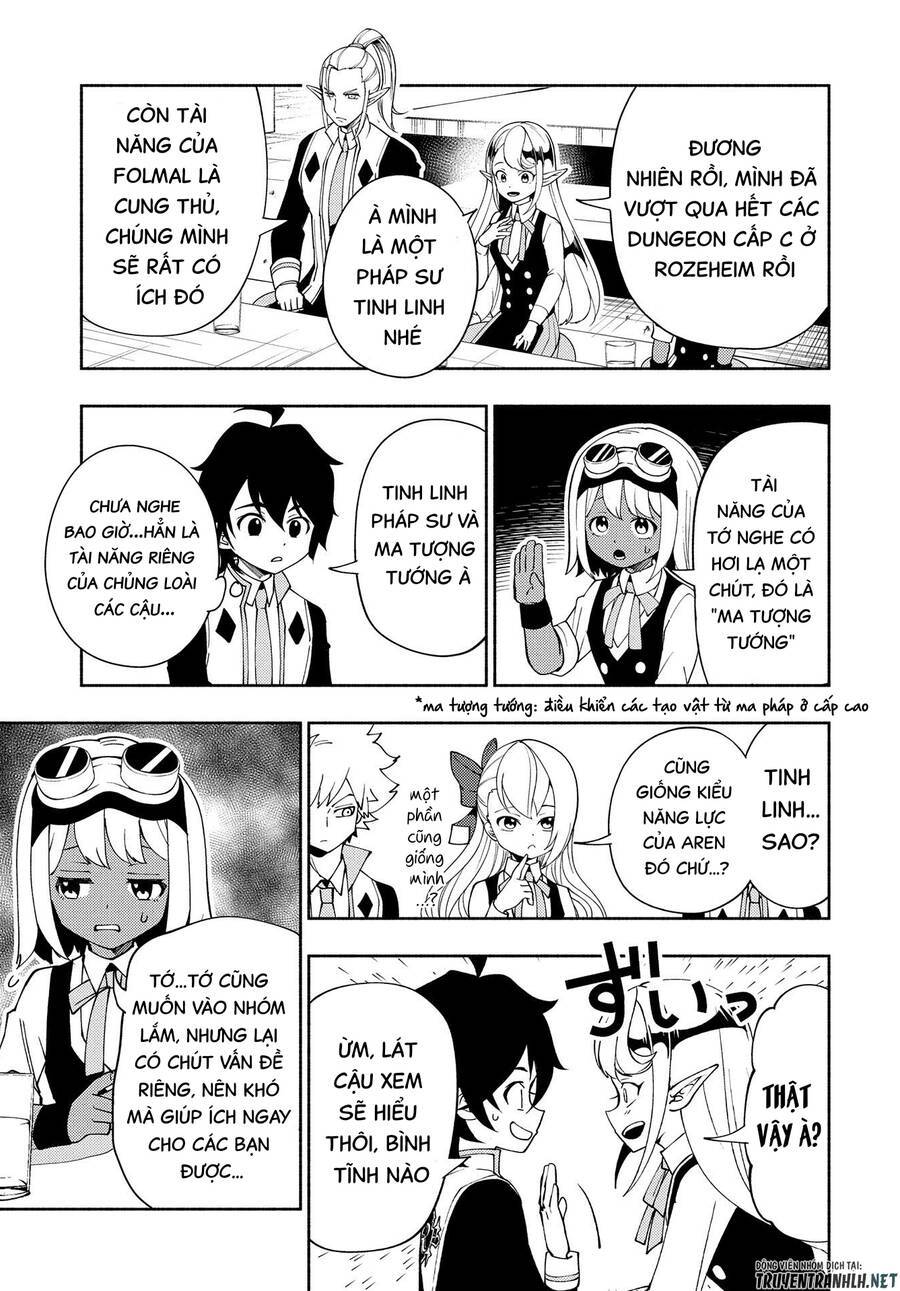 ĐƯƠNG
NHIÊN RỒI, MÌNH ĐÃ
VƯỢT QUA HẾT CÁC
DUNGEON CẤP C Ở
ROZEHEIM RỒI
À MÌNH
LÀ MỘT
PHÁP SƯ
TINH LINH
NHÉ
CÒN TÀI
NĂNG CỦA
FOLMAL LÀ
CUNG THỦ,
CHÚNG MÌNH
SẼ RẤT CÓ
ÍCH ĐÓ
TÀI
NĂNG CỦA
TỚ NGHE CÓ
HƠI LẠ MỘT
CHÚT, ĐÓ LÀ
"MA TƯỢNG
TƯỚNG"
TINH LINH
PHÁP SƯ VÀ
MA TƯỢNG
TƯỚNG À
CHƯA NGHE
BAO GIỜ...HẲN LÀ
TÀI NĂNG RIÊNG
CỦA CHỦNG LOÀI
CÁC CẬU...
*ma tượng tướng: điều khiển các tạo vật từ ma pháp ở cấp cao
TINH
LINH...
SAO?
CŨNG
GIỐNG KIỂU
NĂNG LỰC
CỦA AREN
ĐÓ CHỨ...?
một
phần
cũng
giống
mình
....?
TỚ...TỚ CŨNG
MUỐN VÀO NHÓM
LẮM, NHƯNG LẠI
CÓ CHÚT VẤN ĐỀ
RIÊNG, NÊN KHÓ
MÀ GIÚP ÍCH NGAY
CHO CÁC BẠN
ĐƯỢC...
THẬT
VẬY À?
ずいっ
ỪM, LÁT
CẬU XEM
SẼ HIỂU
THÔI, BÌNH
TĨNH NÀO
ĐỘNG VIÊN NHÓM DỊCH TẠI:
TRUYENTRANHLH.NET